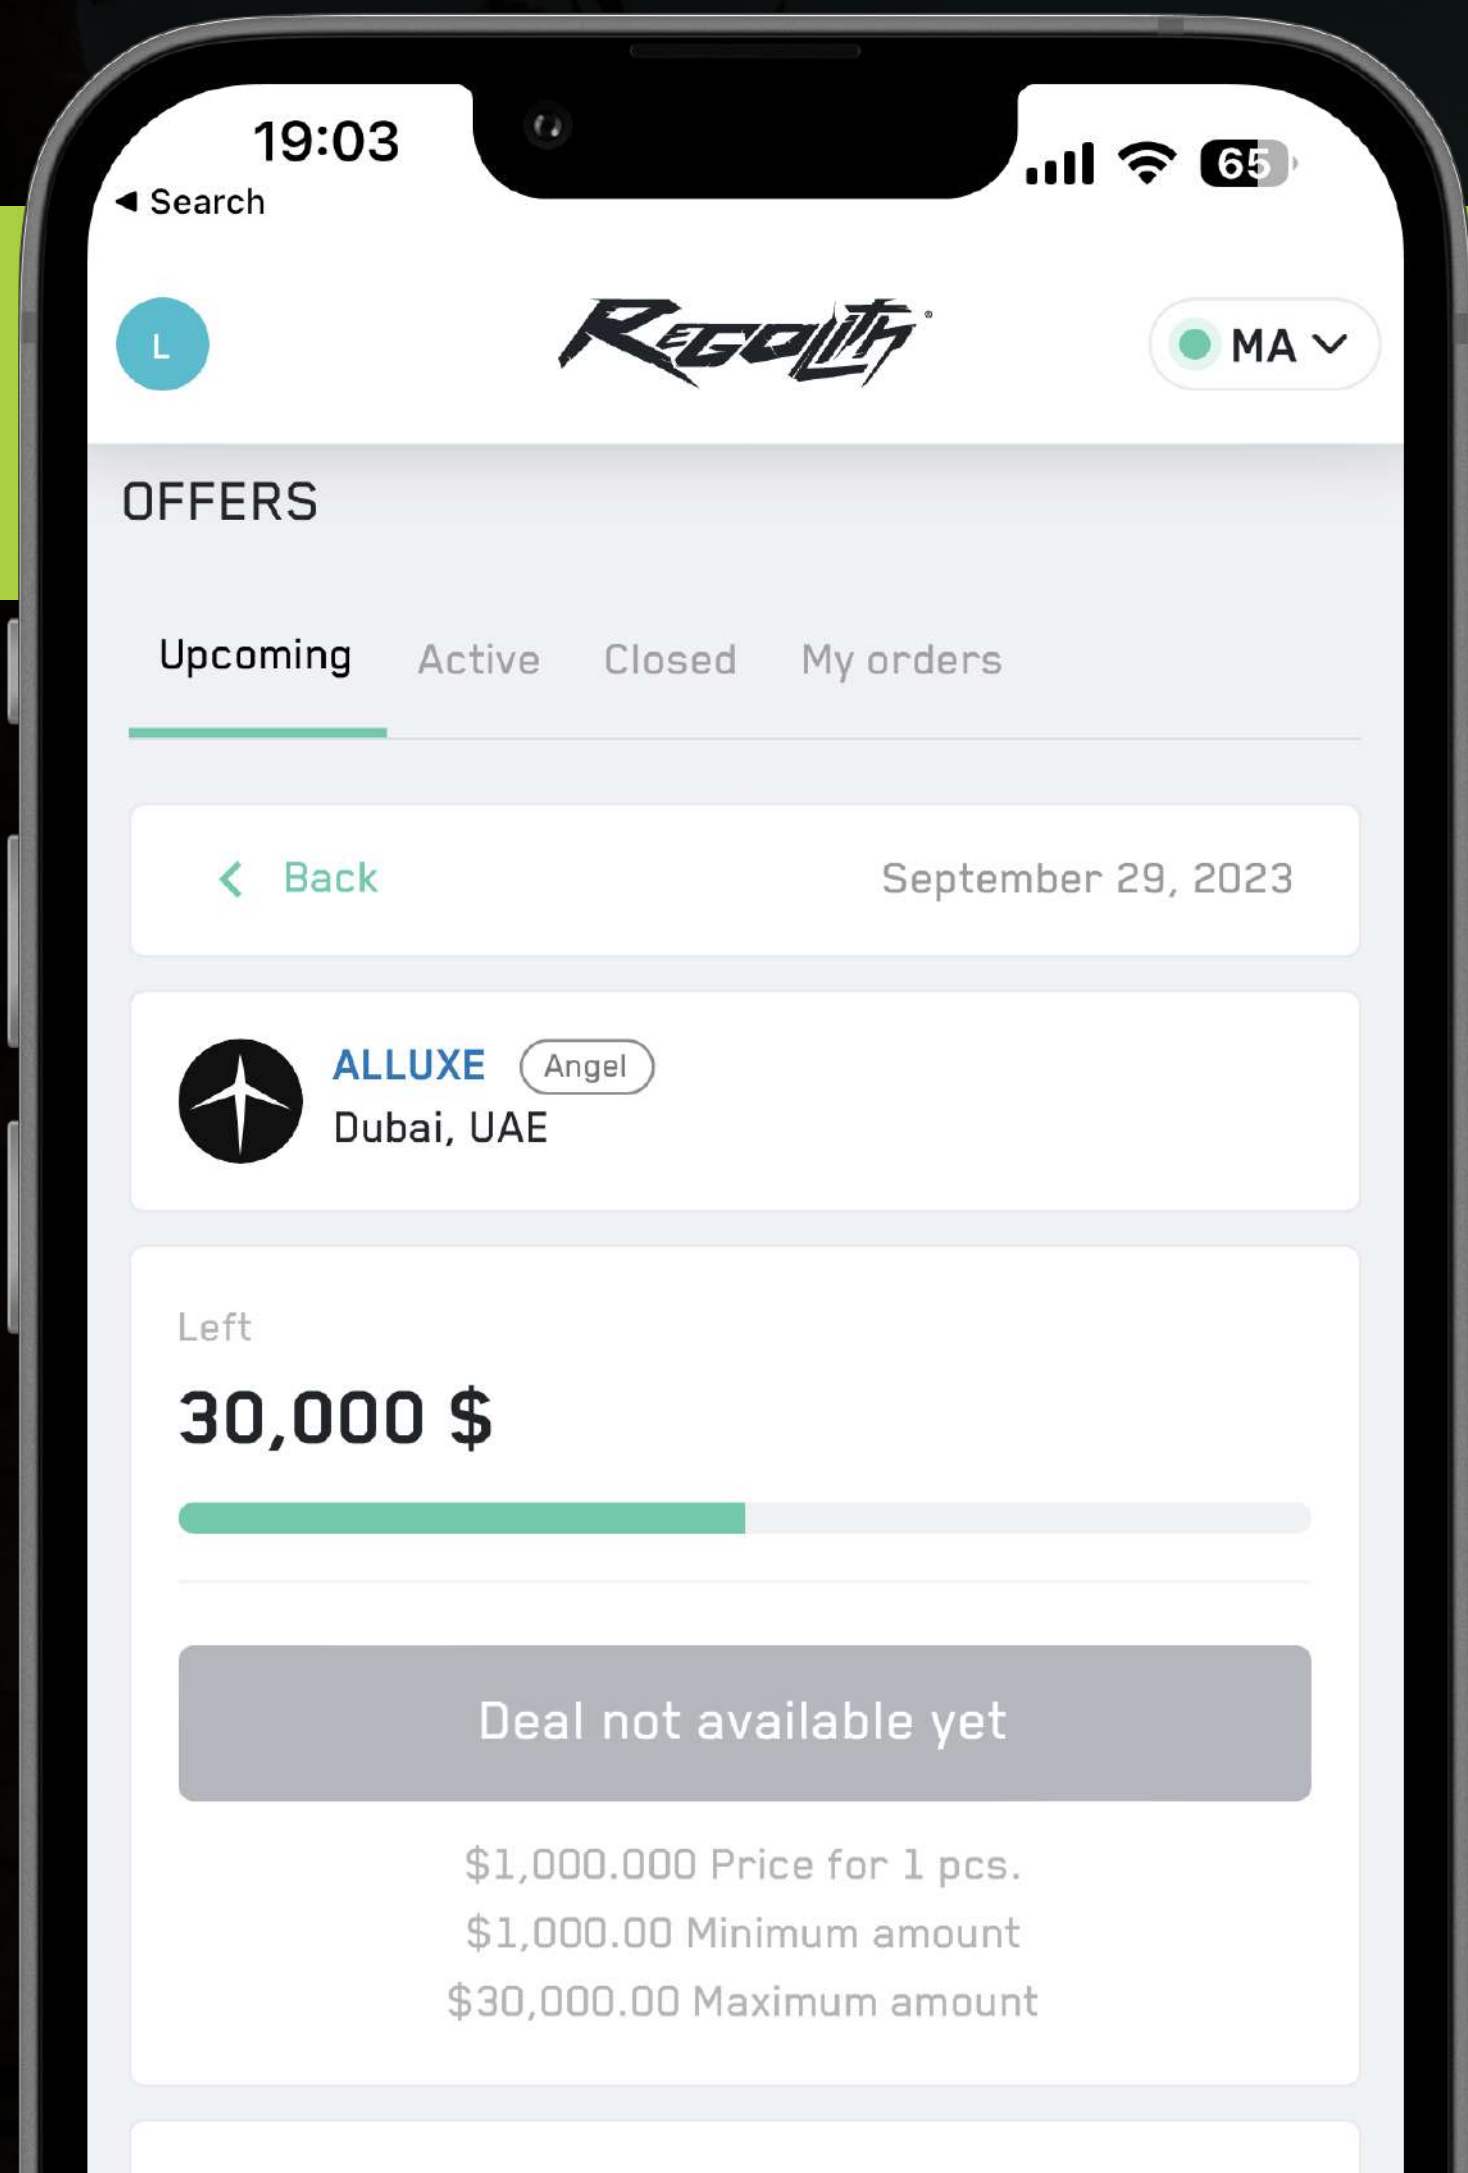 19:03
65
◀ Search
L
REGOLITH®
MA
OFFERS
Upcoming Active Closed My orders
Back September 29, 2023
ALLUXE Angel
Dubai, UAE
Left
30,000 $
Deal not available yet
$1,000.000 Price for 1 pcs.
$1,000.00 Minimum amount
$30,000.00 Maximum amount